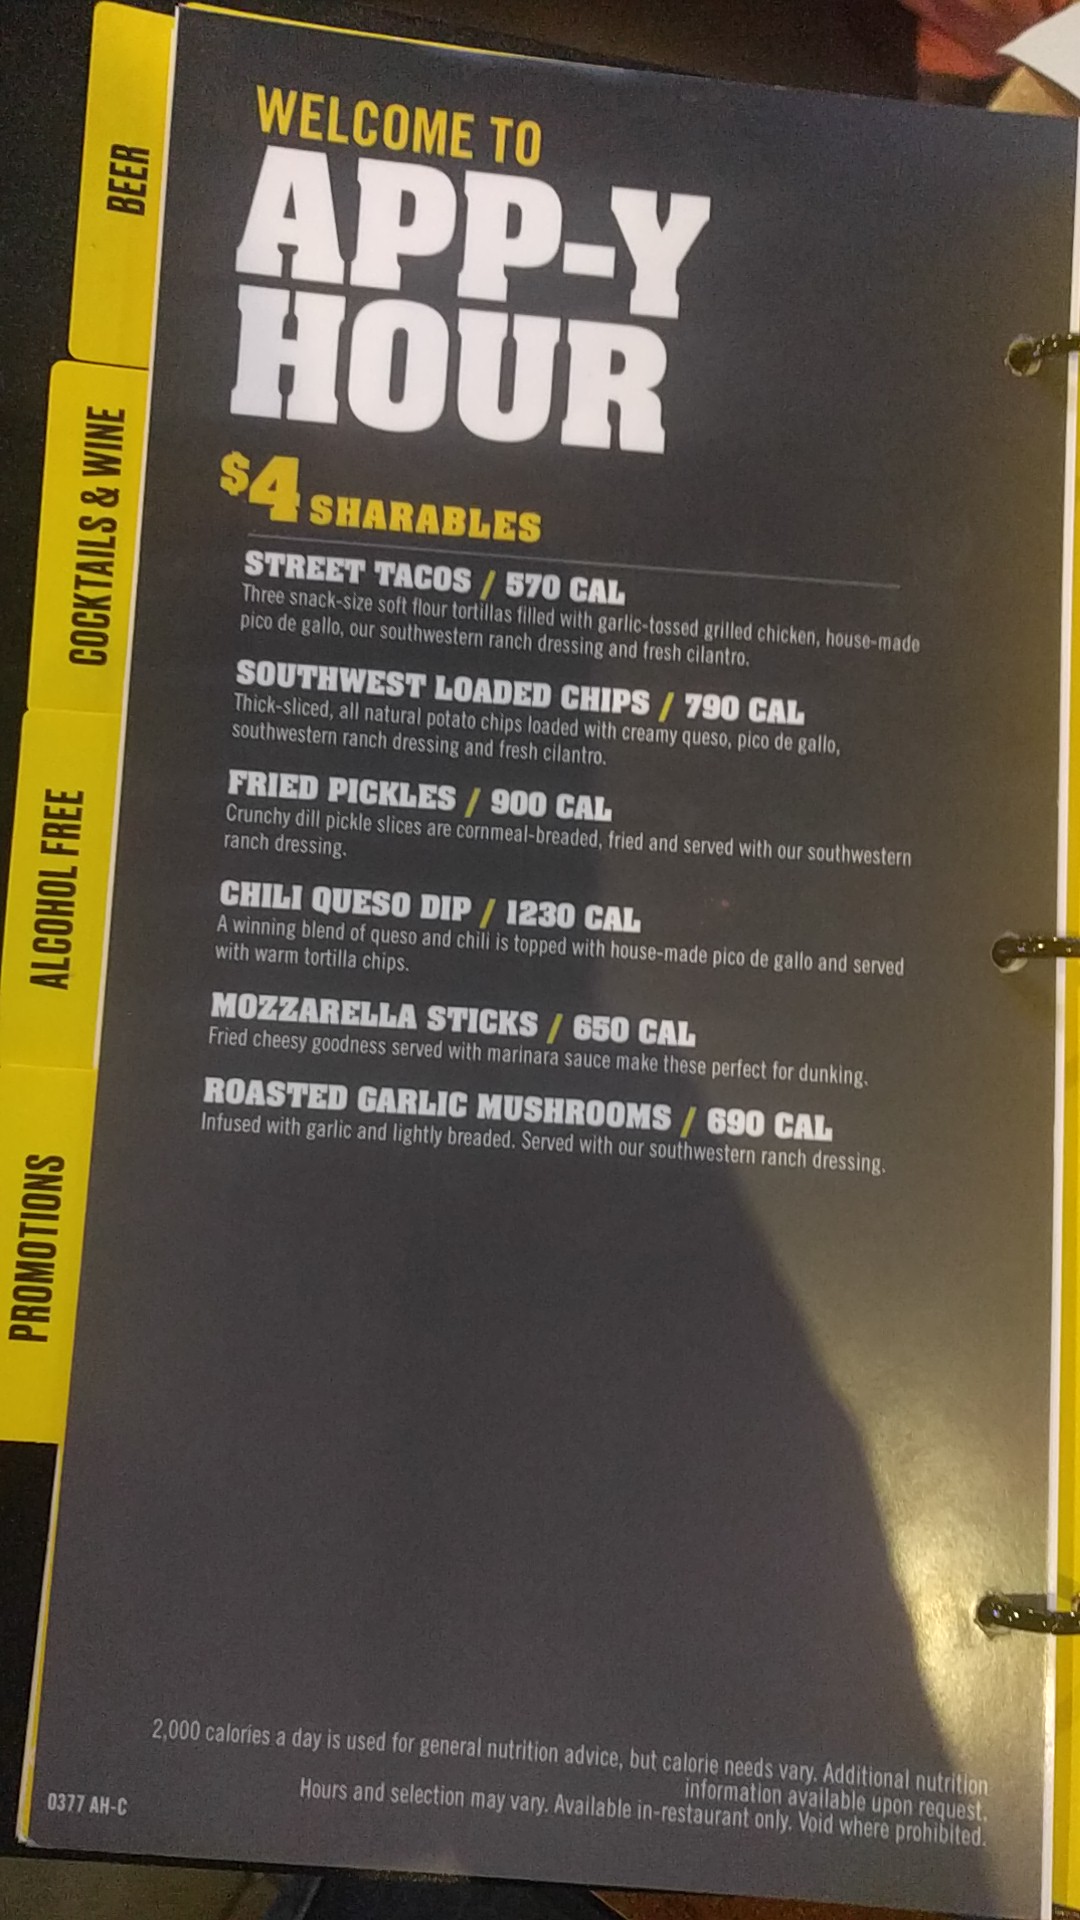 BEER
COCKTAILS & WINE
ALCOHOL FREE
PROMOTIONS
WELCOME TO
APP-Y
HOUR
$4 SHARABLES
STREET TACOS / 570 CAL
Three snack-size soft flour tortillas filled with garlic-tossed grilled chicken, house-made
pico de gallo, our southwestern ranch dressing and fresh cilantro.
SOUTHWEST LOADED CHIPS / 790 CAL
Thick-sliced, all natural potato chips loaded with creamy queso, pico de gallo,
southwestern ranch dressing and fresh cilantro.
FRIED PICKLES / 900 CAL
Crunchy dill pickle slices are cornmeal-breaded, fried and served with our southwestern
ranch dressing.
CHILI QUESO DIP / 1230 CAL
A winning blend of queso and chili is topped with house-made pico de gallo and served
with warm tortilla chips.
MOZZARELLA STICKS / 650 CAL
Fried cheesy goodness served with marinara sauce make these perfect for dunking.
ROASTED GARLIC MUSHROOMS / 690 CAL
Infused with garlic and lightly breaded. Served with our southwestern ranch dressing.
2,000 calories a day is used for general nutrition advice, but calorie needs vary. Additional nutrition
information available upon request.
Hours and selection may vary. Available in-restaurant only. Void where prohibited.
0377 AH-C